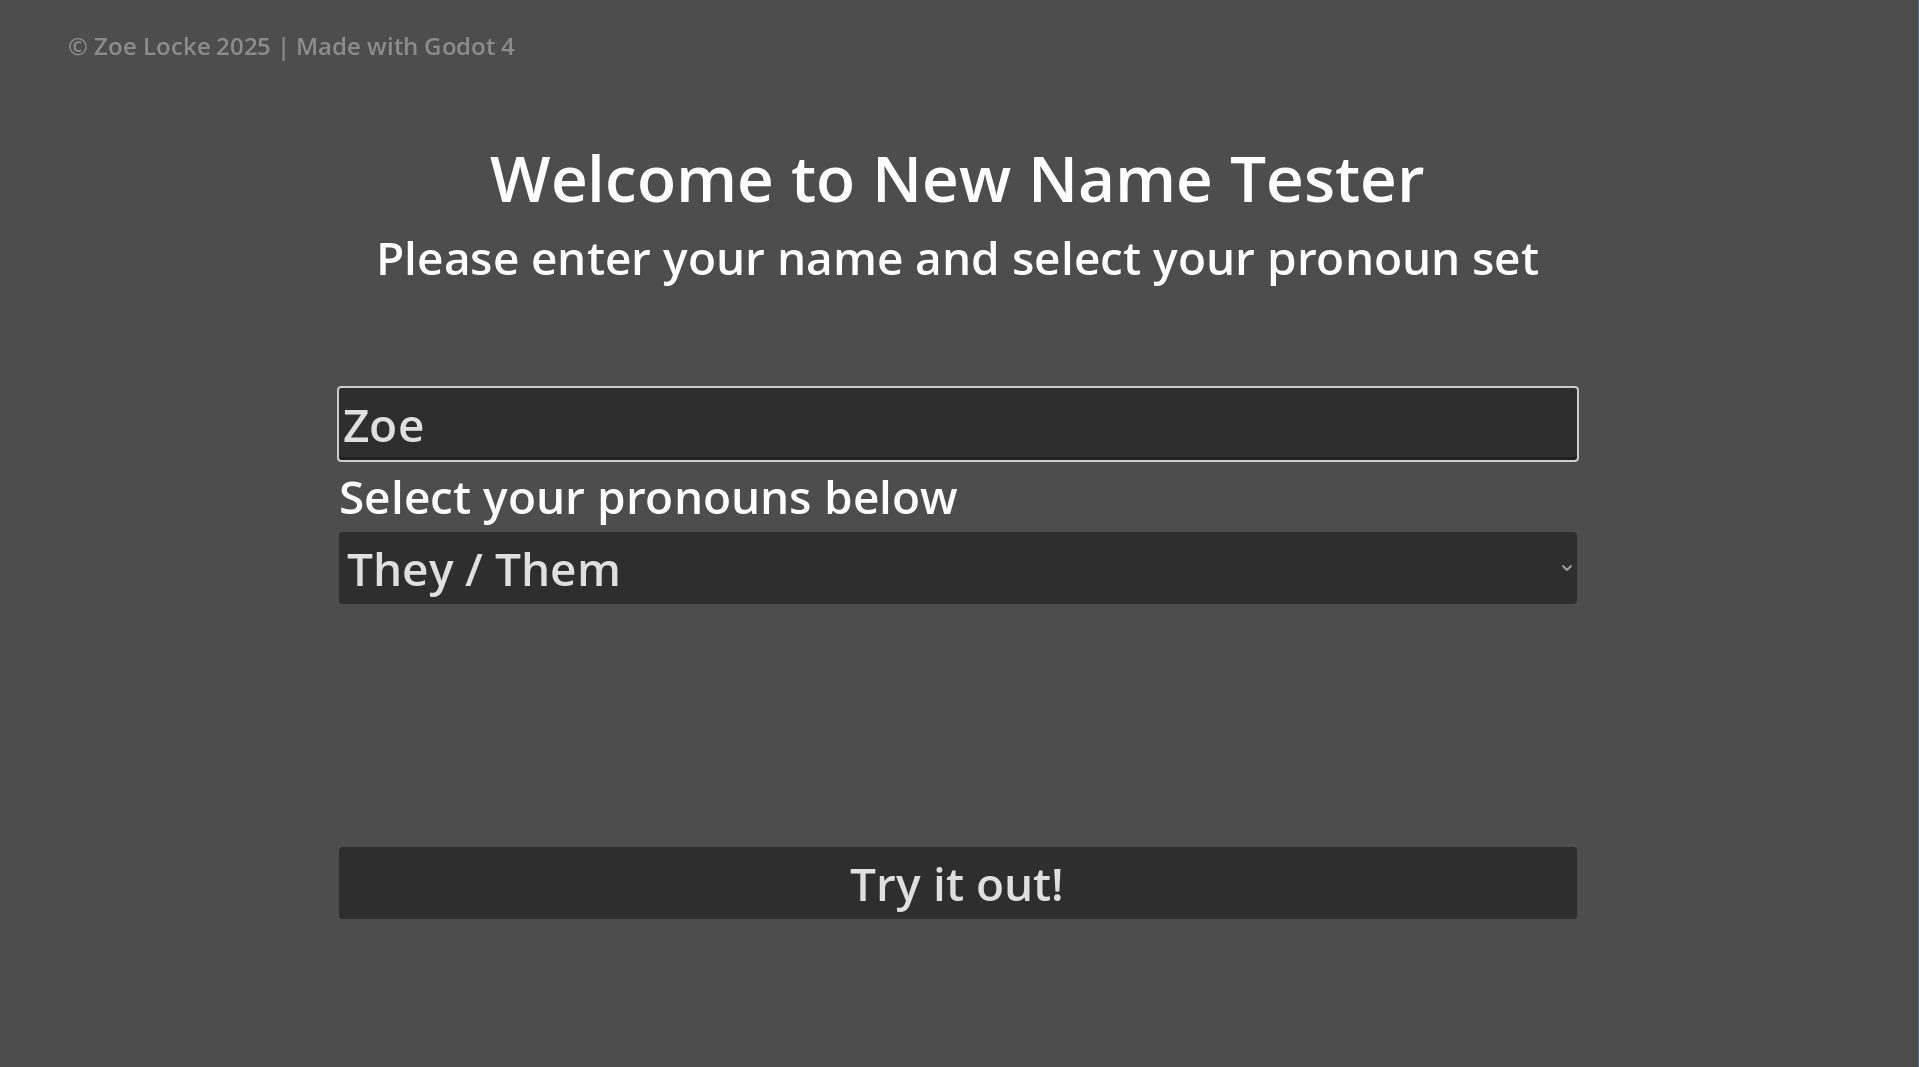 © Zoe Locke 2025 | Made with Godot 4
Welcome to New Name Tester
Please enter your name and select your pronoun set
Zoe
Select your pronouns below
They / Them
Try it out!